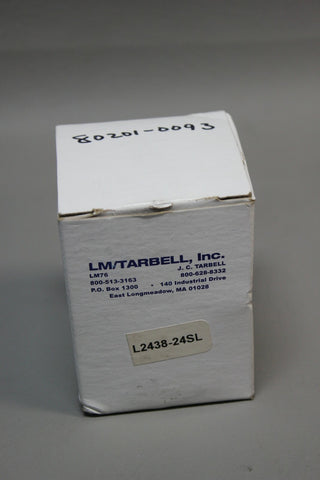 80201-0093
LM/TARBELL, Inc.
LM76 J. C. TARBELL
800-513-3163 800-628-8332
P.O. Box 1300 • 140 Industrial Drive
East Longmeadow, MA 01028
L2438-24SL